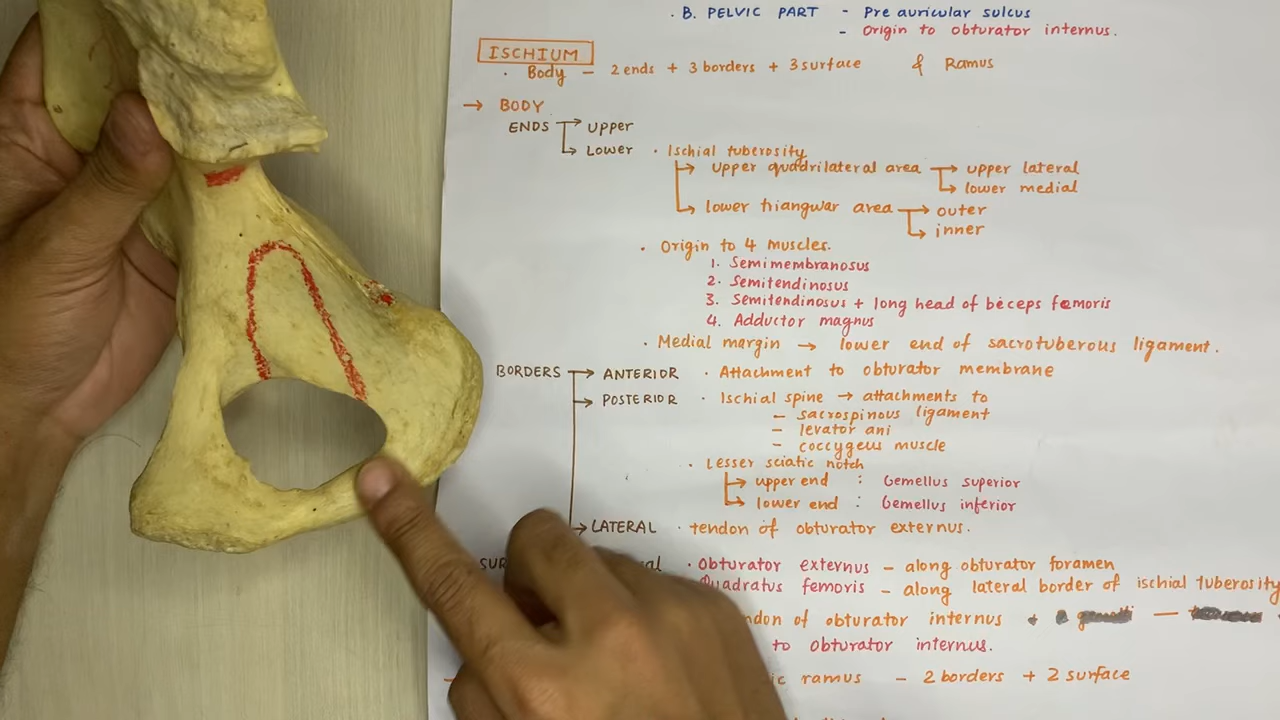 · B. PELVIC PART - Pre auricular sulcus
- Origin to obturator internus.
ISCHIUM
· Body - 2 ends + 3 borders + 3 surface & Ramus
→ BODY
ENDS → Upper
↳ Lower · Ischial tuberosity
→ upper quadrilateral area → upper lateral
↳ lower medial
↳ lower triangular area → outer
↳ inner
· Origin to 4 muscles.
1. Semimembranosus
2. Semitendinosus
3. Semitendinosus + long head of biceps femoris
4. Adductor magnus
· Medial margin → lower end of sacrotuberous ligament.
BORDERS → ANTERIOR · Attachment to obturator membrane
→ POSTERIOR · Ischial spine → attachments to
- sacrospinous ligament
- levator ani
- coccygeus muscle
· Lesser sciatic notch
→ upper end : Gemellus superior
→ lower end : Gemellus inferior
→ LATERAL · tendon of obturator externus.
· Obturator externus - along obturator foramen
Quadratus femoris - along lateral border of ischial tuberosity
of obturator internus +
to obturator internus.
ramus - 2 borders + 2 surface